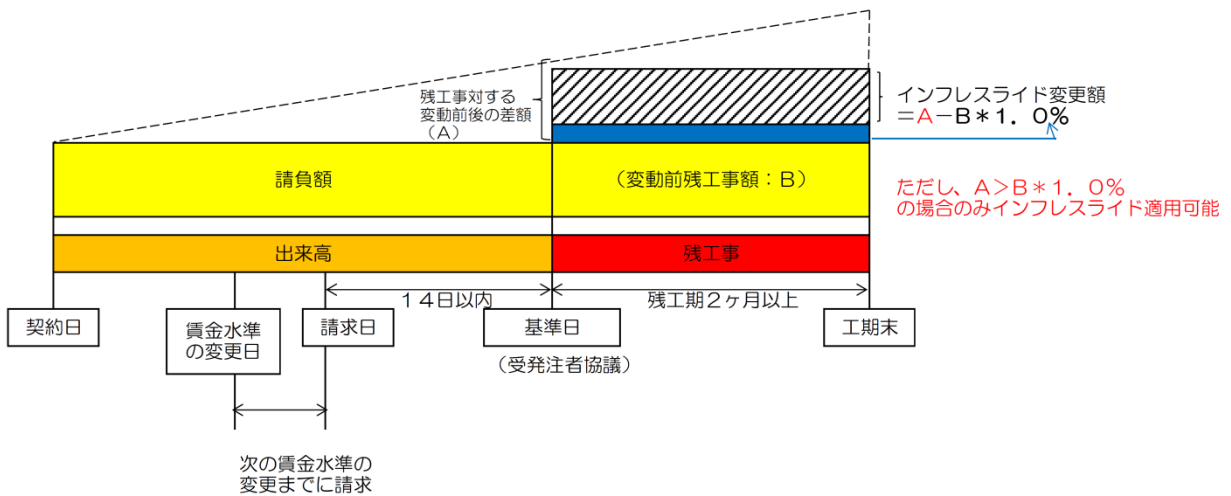 残工事対する
変動前後の差額
（A）
インフレスライド変更額
＝A－B＊１．０％
請負額
（変動前残工事額：B）
ただし、A＞B＊１．０％
の場合のみインフレスライド適用可能
出来高
残工事
１４日以内
残工期２ヶ月以上
契約日
賃金水準
の変更日
請求日
基準日
工期末
（受発注者協議）
次の賃金水準の
変更までに請求